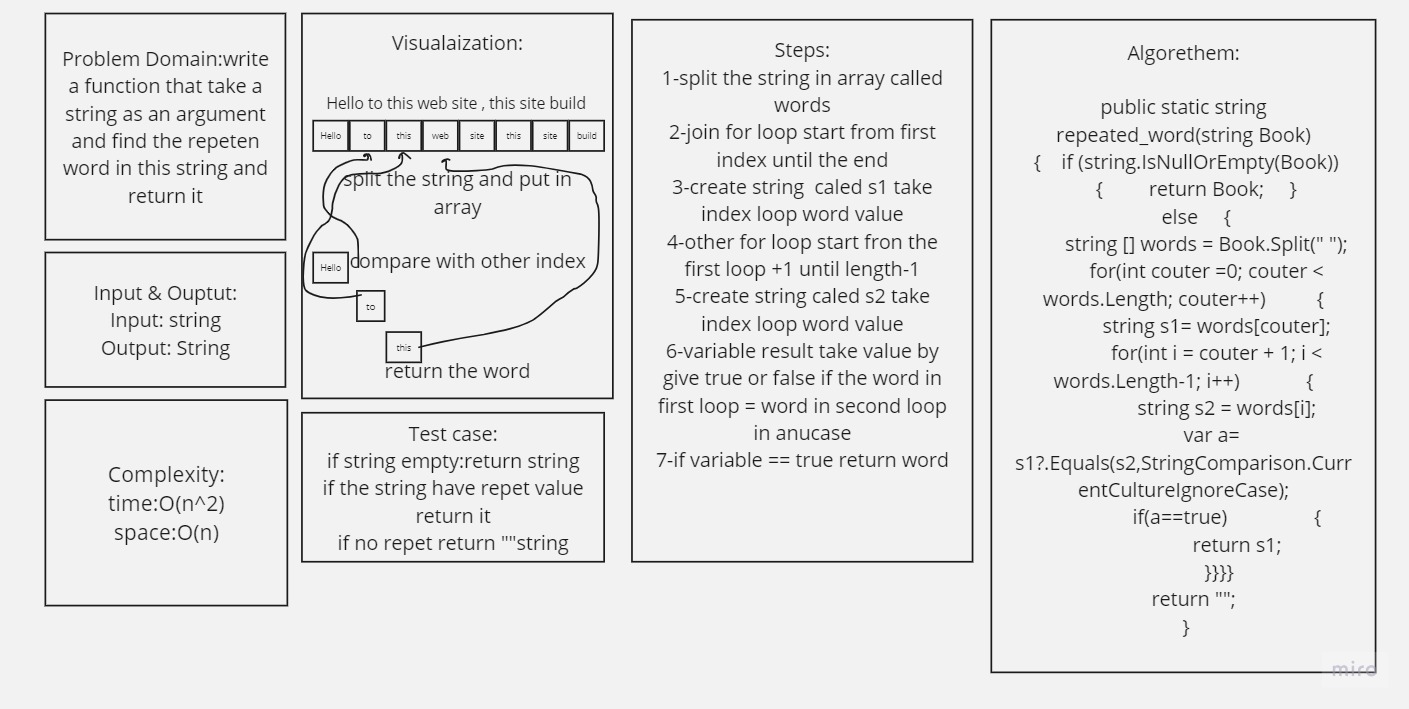 Problem Domain:write
a function that take a
string as an argument
and find the repeten
word in this string and
return it
Input & Ouptut:
Input: string
Output: String
Complexity:
time:O(n^2)
space:O(n)
Visualaization:
Hello to this web site , this site build
Hello to this web site this site build
split the string and put in
array
Hello
compare with other index
to
this
return the word
Test case:
if string empty:return string
if the string have repet value
return it
if no repet return ""string
Steps:
1-split the string in array called
words
2-join for loop start from first
index until the end
3-create string  caled s1 take
index loop word value
4-other for loop start fron the
first loop +1 until length-1
5-create string caled s2 take
index loop word value
6-variable result take value by
give true or false if the word in
first loop = word in second loop
in anucase
7-if variable == true return word
Algorethem:
public static string
repeated_word(string Book)
{    if (string.IsNullOrEmpty(Book))
{        return Book;    }
else    {
string [] words = Book.Split(" ");
for(int couter =0; couter <
words.Length; couter++)        {
string s1= words[couter];
for(int i = couter + 1; i <
words.Length-1; i++)            {
string s2 = words[i];
var a=
s1?.Equals(s2,StringComparison.Curr
entCultureIgnoreCase);
if(a==true)                {
return s1;
}}}}
return "";
}
miro